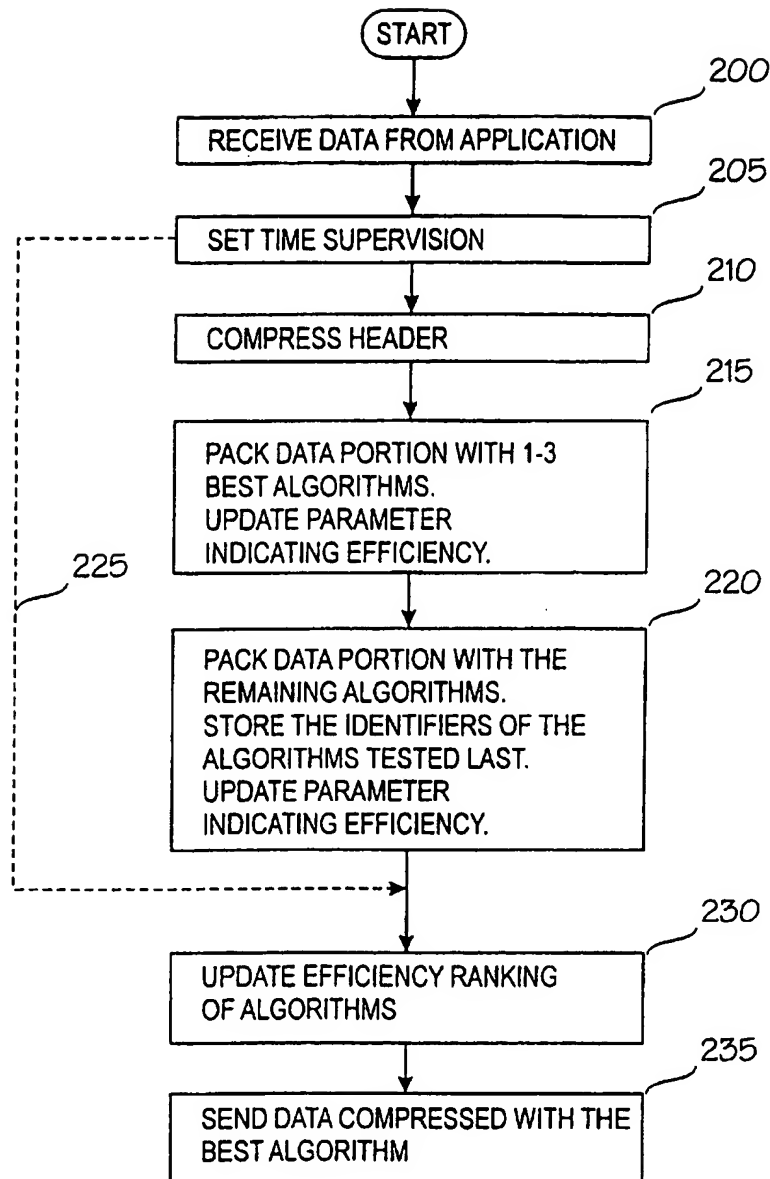 START
200
RECEIVE DATA FROM APPLICATION
205
SET TIME SUPERVISION
210
COMPRESS HEADER
215
PACK DATA PORTION WITH 1-3
BEST ALGORITHMS.
UPDATE PARAMETER
INDICATING EFFICIENCY.
225
220
PACK DATA PORTION WITH THE
REMAINING ALGORITHMS.
STORE THE IDENTIFIERS OF THE
ALGORITHMS TESTED LAST.
UPDATE PARAMETER
INDICATING EFFICIENCY.
230
UPDATE EFFICIENCY RANKING
OF ALGORITHMS
235
SEND DATA COMPRESSED WITH THE
BEST ALGORITHM